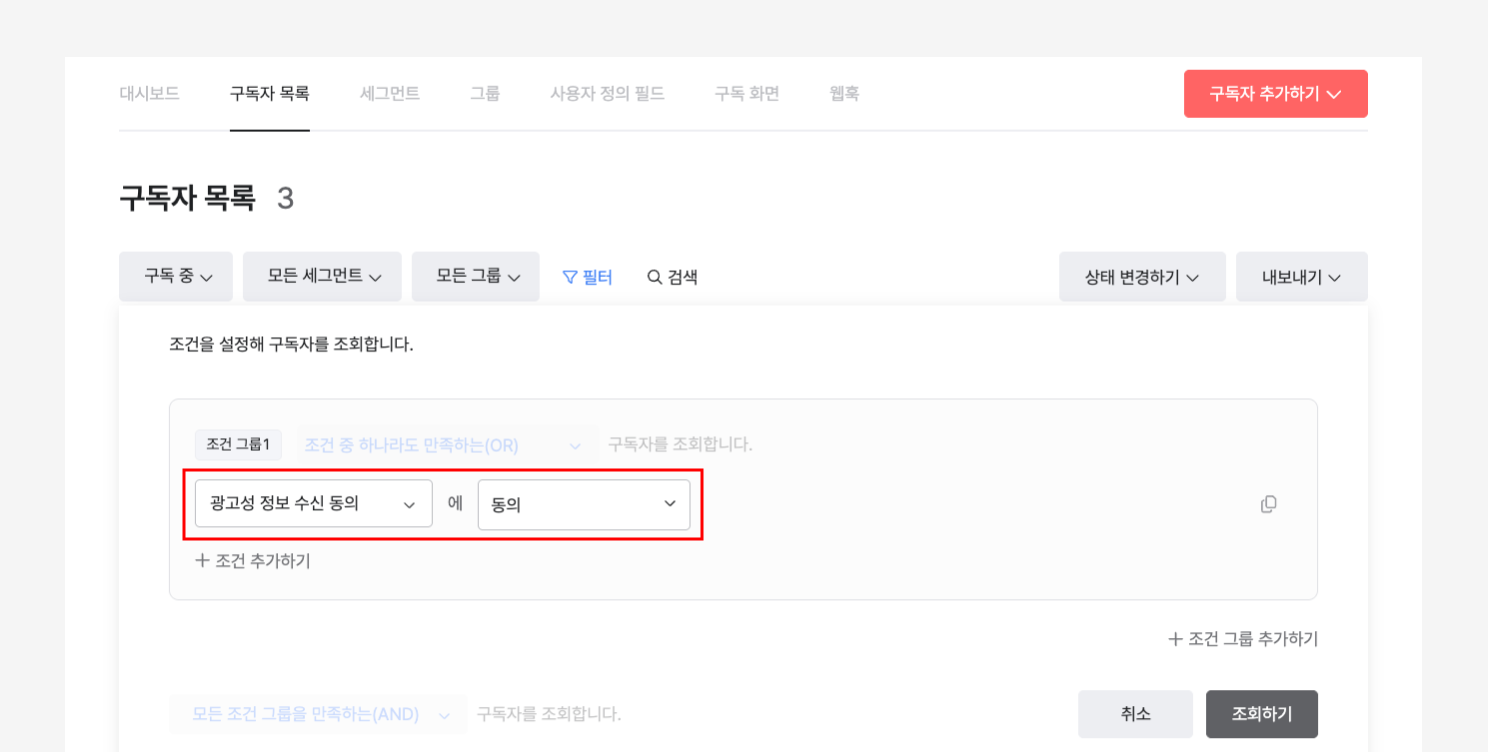 대시보드 구독자 목록 세그먼트 그룹 사용자 정의 필드 구독 화면 웹훅 구독자 추가하기
구독자 목록 3
구독 중 모든 세그먼트 모든 그룹 필터 검색 상태 변경하기 내보내기
조건을 설정해 구독자를 조회합니다.
조건 그룹1 조건 중 하나라도 만족하는(OR) 구독자를 조회합니다.
광고성 정보 수신 동의 에 동의
+ 조건 추가하기
+ 조건 그룹 추가하기
모든 조건 그룹을 만족하는(AND) 구독자를 조회합니다. 취소 조회하기